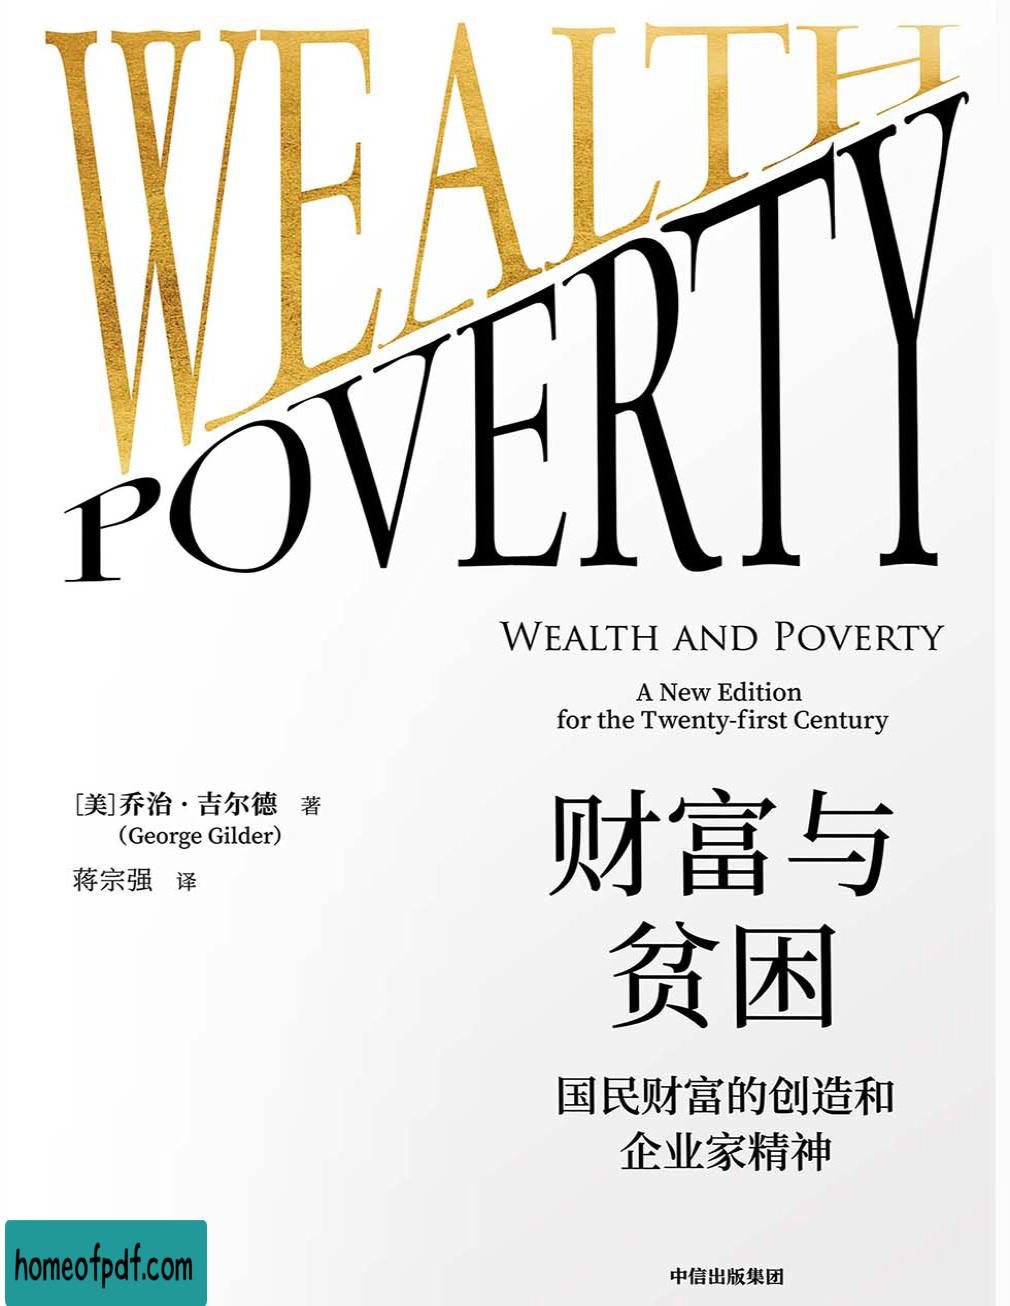 WEALTH
POVERTY
WEALTH AND POVERTY
A New Edition
for the Twenty-first Century
[美]乔治·吉尔德 著
(George Gilder)
蒋宗强 译
财富与
贫困
国民财富的创造和
企业家精神
homeofpdf.com
中信出版集团